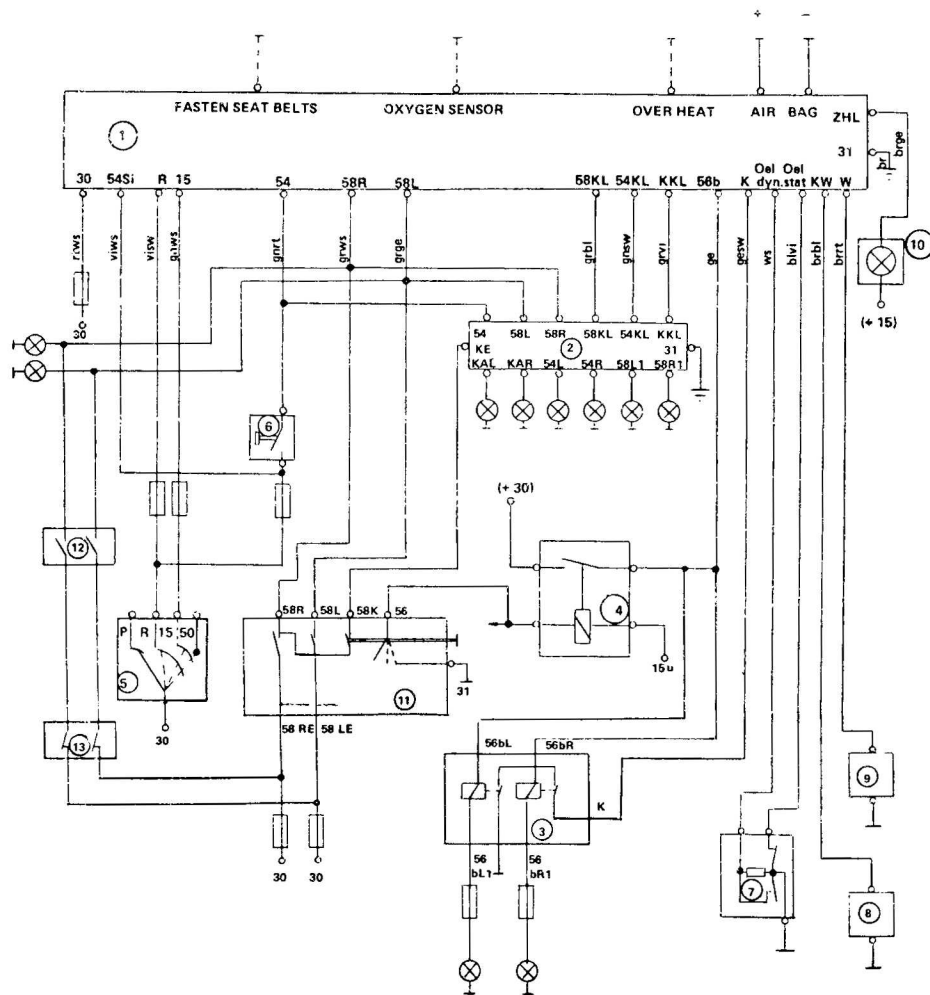 + −
FASTEN SEAT BELTS OXYGEN SENSOR OVER HEAT AIR BAG ZHL
1
31
30 54Si R 15 54 58R 58L 58KL 54KL KKL 56b K Oel dyn. Oel stat KW W
br brge
viws visw gnws gnrt grws grge grbl gnsw grvi ge gesw ws blvi brbl brrt
10
(+ 15)
30
54 58L 58R 58KL 54KL KKL
KE 2 31
KAL KAR 54L 54R 58L1 58R1
6
(+ 30)
12
4
58R 58L 58K 56
P R 15 50
15u
5
31
11
30
58 RE 58 LE
13
56bL 56bR
9
K
3
7
30 30
56 bL1 56 bR1
8